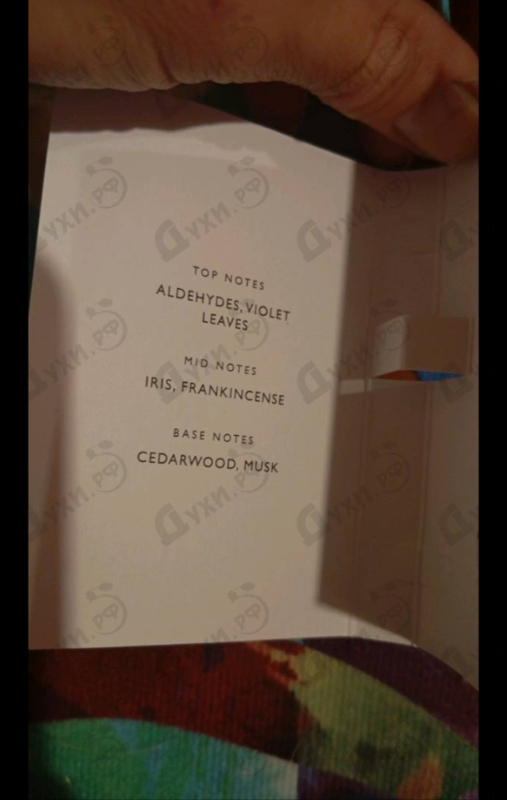 TOP NOTES
ALDEHYDES, VIOLET
LEAVES
MID NOTES
IRIS, FRANKINCENSE
BASE NOTES
CEDARWOOD, MUSK
Духи.рф